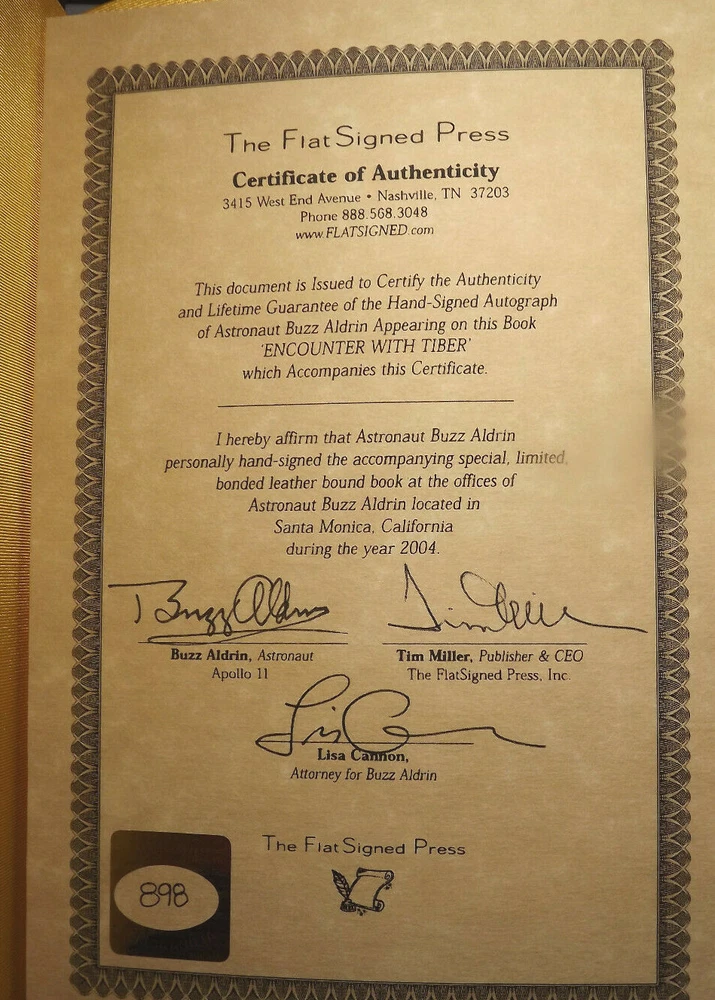 The FlatSigned Press
Certificate of Authenticity
3415 West End Avenue • Nashville, TN 37203
Phone 888.568.3048
www.FLATSIGNED.com
This document is Issued to Certify the Authenticity
and Lifetime Guarantee of the Hand-Signed Autograph
of Astronaut Buzz Aldrin Appearing on this Book
'ENCOUNTER WITH TIBER'
which Accompanies this Certificate.
I hereby affirm that Astronaut Buzz Aldrin
personally hand-signed the accompanying special, limited,
bonded leather bound book at the offices of
Astronaut Buzz Aldrin located in
Santa Monica, California
during the year 2004.
Buzz Aldrin
Buzz Aldrin, Astronaut
Apollo 11
Tim Miller, Publisher & CEO
The FlatSigned Press, Inc.
Lisa Cannon,
Attorney for Buzz Aldrin
The FlatSigned Press
898